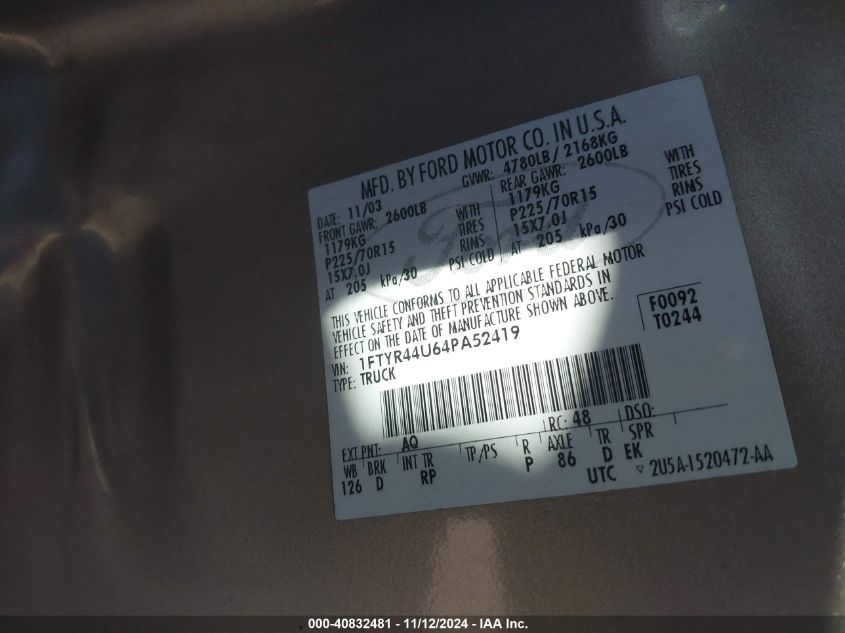 MFD. BY FORD MOTOR CO. IN U.S.A.
DATE: 11/03 GVWR: 4780LB / 2168KG
FRONT GAWR: 2600LB REAR GAWR: 2600LB
1179KG WITH 1179KG WITH
P225/70R15 TIRES P225/70R15 TIRES
15X7.0J RIMS 15X7.0J RIMS
AT 205 kPa/30 PSI COLD AT 205 kPa/30 PSI COLD
THIS VEHICLE CONFORMS TO ALL APPLICABLE FEDERAL MOTOR
VEHICLE SAFETY AND THEFT PREVENTION STANDARDS IN
EFFECT ON THE DATE OF MANUFACTURE SHOWN ABOVE.
VIN: 1FTYR44U64PA52419 F0092
TYPE: TRUCK T0244
EXT PNT: AQ RC: 48 DSO:
WB BRK INT TR TP/PS R AXLE TR SPR
126 D RP P 86 D EK
UTC ▽ 2U5A-1520472-AA
Ford
000-40832481 - 11/12/2024 - IAA Inc.